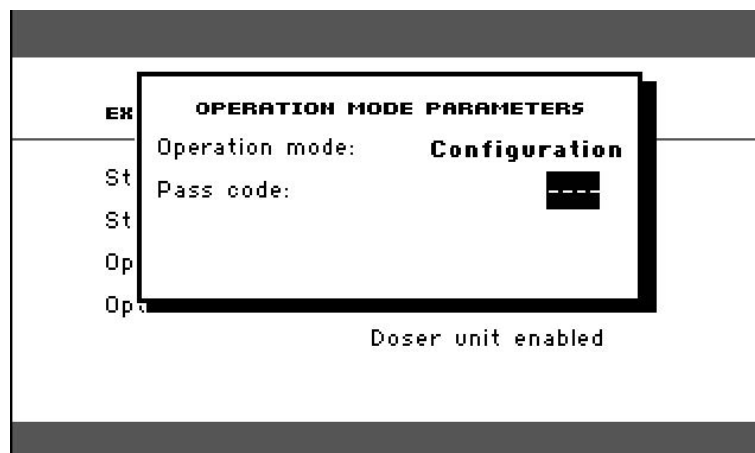 EX
OPERATION MODE PARAMETERS
Operation mode: Configuration
St
Pass code: ----
St
Op
Op
Doser unit enabled